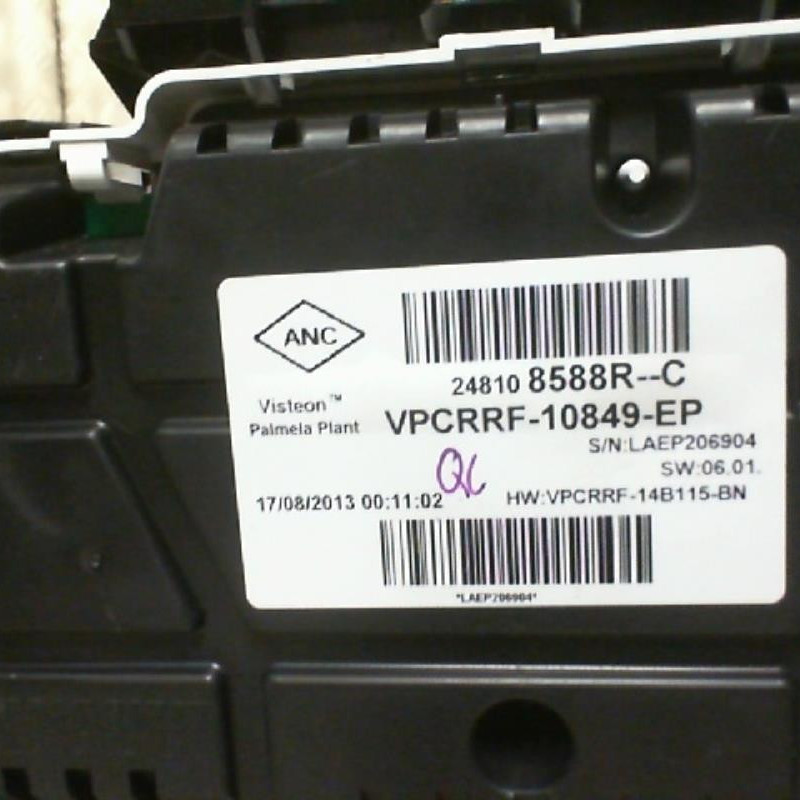 ANC
24810 8588R--C
Visteon™
Palmela Plant
VPCRRF-10849-EP
S/N:LAEP206904
SW:06.01.
QC
17/08/2013 00:11:02
HW:VPCRRF-14B115-BN
*LAEP206904*